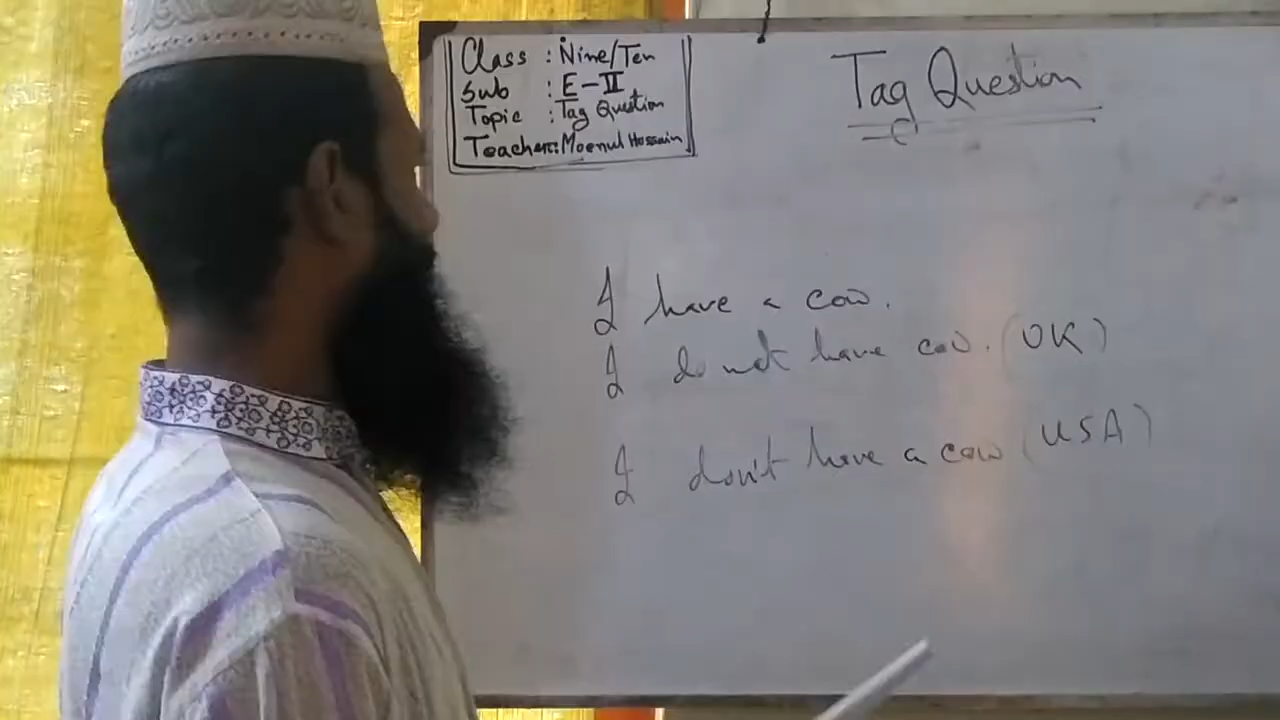 Class : Nine/Ten
Sub : E-II
Topic : Tag Question
Teacher: Moenul Hossain
Tag Question
I have a cow.
I do not have cow. (UK)
I don't have a cow (USA)